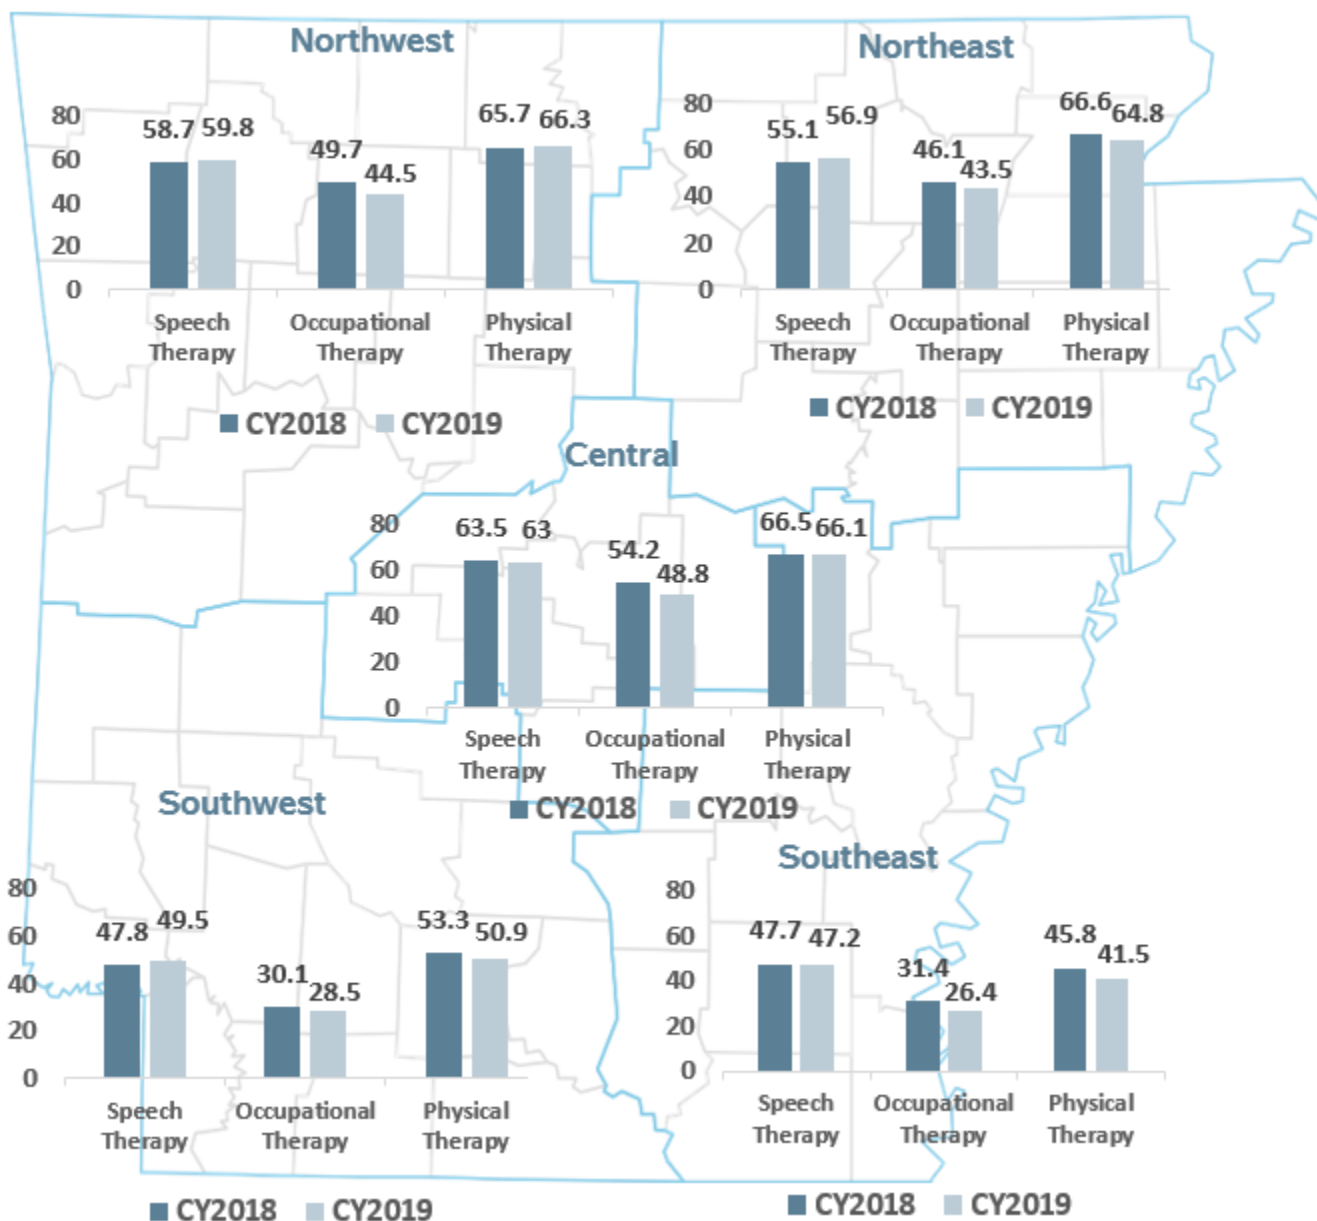 Northwest
80
60
40
20
0
58.7 59.8
49.7
44.5
65.7 66.3
Speech Therapy
Occupational Therapy
Physical Therapy
CY2018 CY2019
Northeast
80
60
40
20
0
55.1 56.9
46.1
43.5
66.6 64.8
Speech Therapy
Occupational Therapy
Physical Therapy
CY2018 CY2019
Central
80
60
40
20
0
63.5 63
54.2
48.8
66.5 66.1
Speech Therapy
Occupational Therapy
Physical Therapy
CY2018 CY2019
Southwest
80
60
40
20
0
47.8 49.5
30.1
28.5
53.3 50.9
Speech Therapy
Occupational Therapy
Physical Therapy
CY2018 CY2019
Southeast
80
60
40
20
0
47.7 47.2
31.4
26.4
45.8 41.5
Speech Therapy
Occupational Therapy
Physical Therapy
CY2018 CY2019